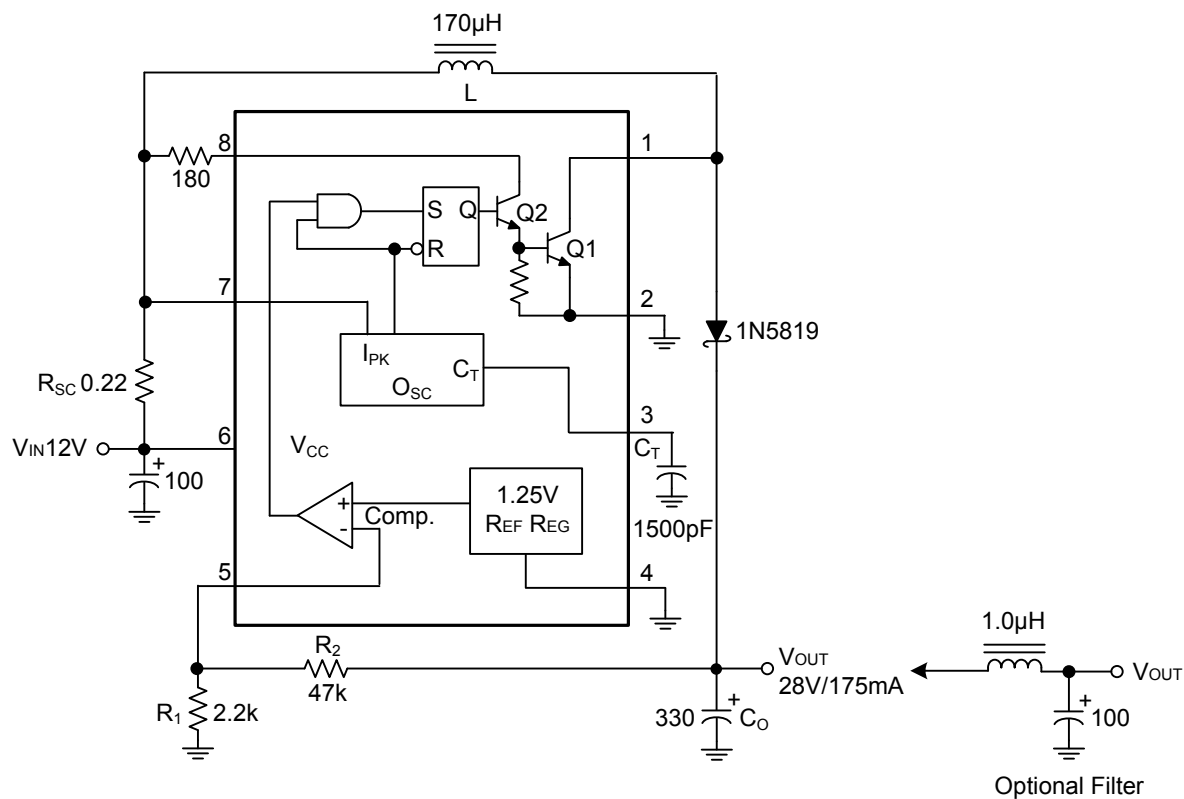 170µH
L
8
1
180
S
Q
Q2
R
Q1
7
2
1N5819
IPK
CT
OSC
RSC 0.22
3
VIN12V
6
VCC
CT
100
1.25V
REF REG
+
-
Comp.
1500pF
5
4
1.0µH
R2
47k
VOUT
28V/175mA
VOUT
R1
2.2k
330
+
CO
+
100
+
Optional Filter